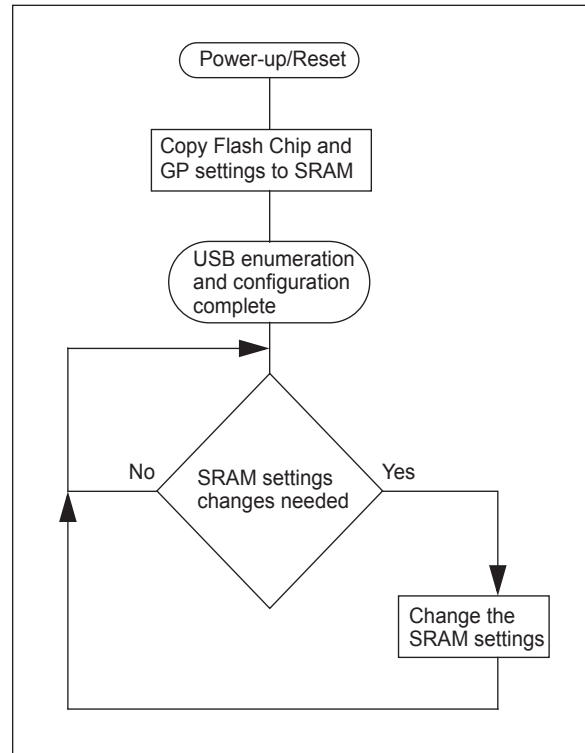 Power-up/Reset
Copy Flash Chip and
GP settings to SRAM
USB enumeration
and configuration
complete
No
SRAM settings
changes needed
Yes
Change the
SRAM settings